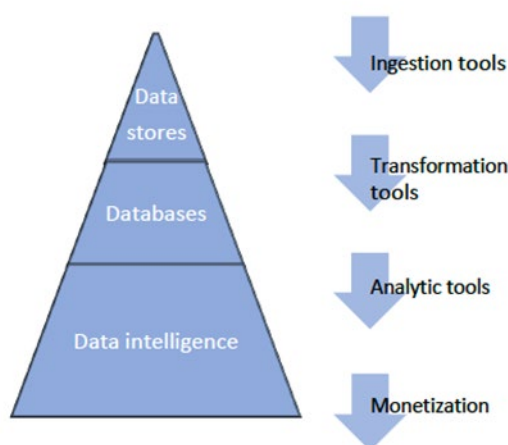 Data
stores
Databases
Data intelligence
Ingestion tools
Transformation
tools
Analytic tools
Monetization